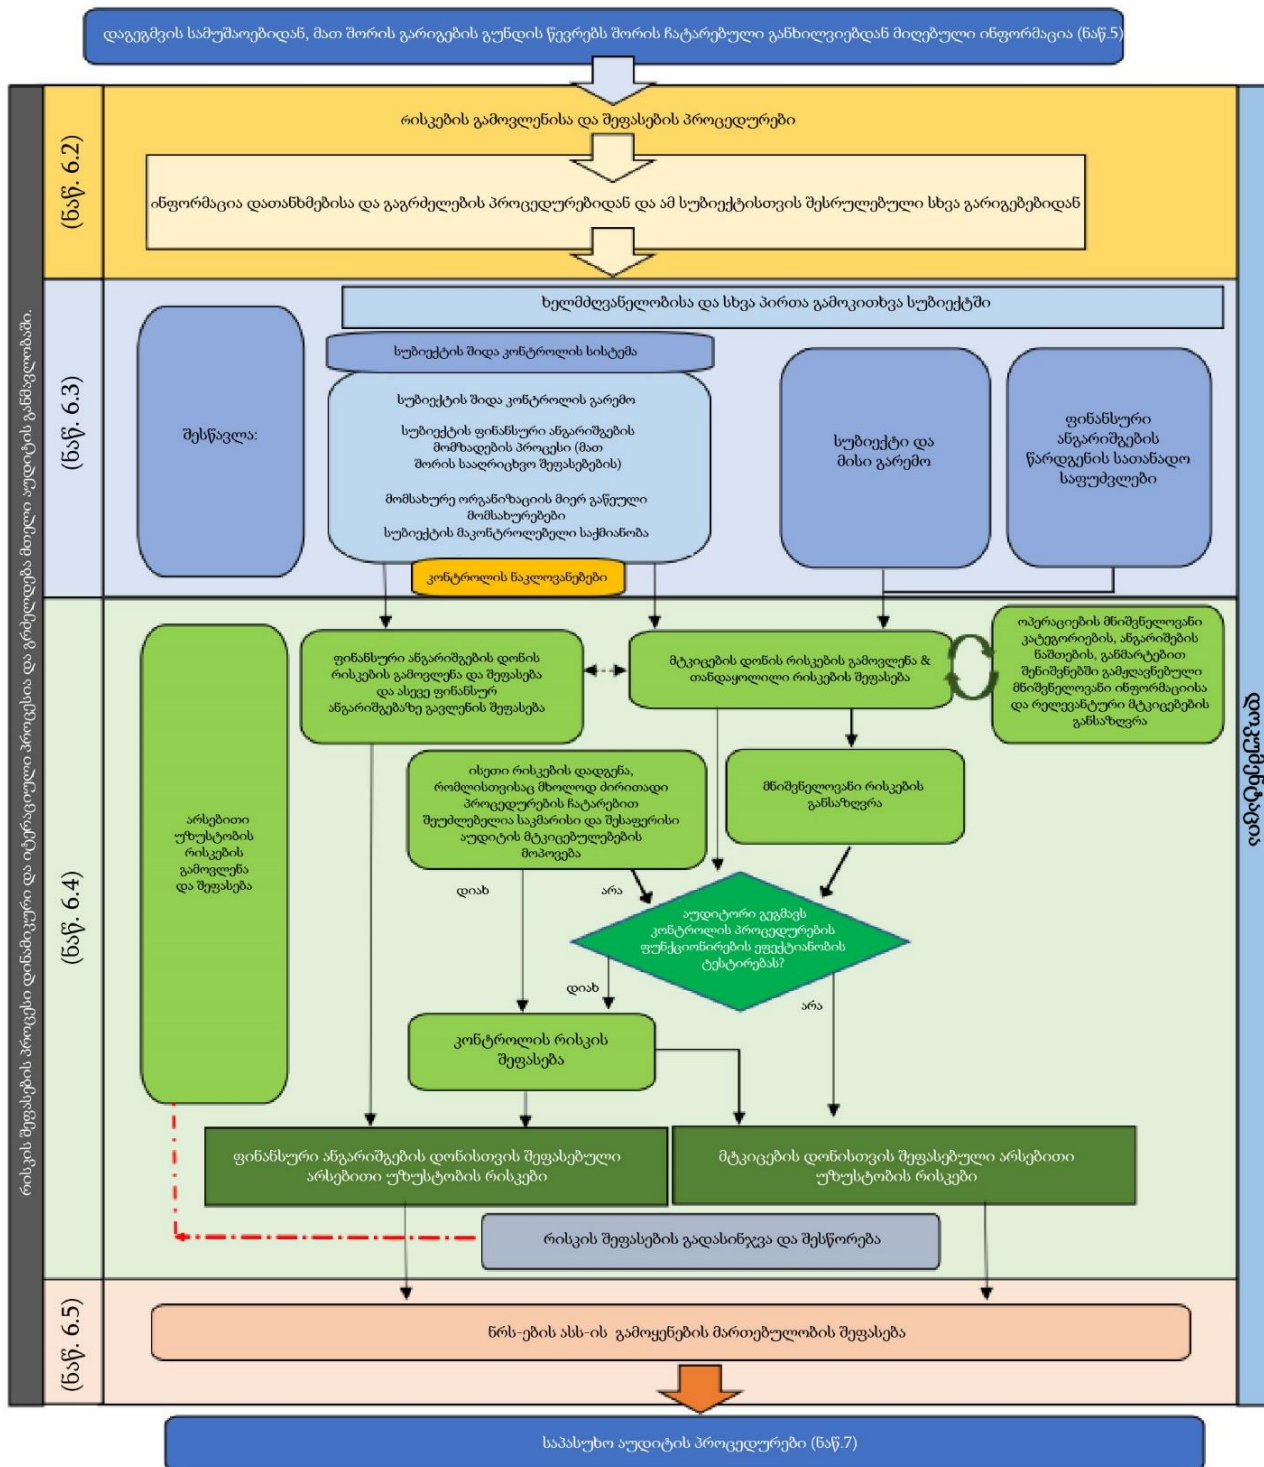 დაგეგმვის სამუშაოებიდან, მათ შორის გარიგების გუნდის წევრებს შორის ჩატარებული განხილვიებდან მიღებული ინფორმაცია (ნაწ.5)
რისკის შეფასების პროცესი დინამიკური და იტერაციული პროცესია და გრძელდება მთელი აუდიტის განმავლობაში.
(ნაწ. 6.2)
რისკების გამოვლენისა და შეფასების პროცედურები
ინფორმაცია დათანხმებისა და გაგრძელების პროცედურებიდან და ამ სუბიექტისთვის შესრულებული სხვა გარიგებებიდან
(ნაწ. 6.3)
ხელმძღვანელობისა და სხვა პირთა გამოკითხვა სუბიექტში
შესწავლა:
სუბიექტის შიდა კონტროლის სისტემა
სუბიექტის შიდა კონტროლის გარემო
სუბიექტის ფინანსური ანგარიშგების
მომზადების პროცესი (მათ
შორის სააღრიცხვო შეფასებების)
მომსახურე ორგანიზაციის მიერ გაწეული
მომსახურებები
სუბიექტის მაკონტროლებელი საქმიანობა
კონტროლის ნაკლოვანებები
სუბიექტი და
მისი გარემო
ფინანსური
ანგარიშგების
წარდგენის სათანადო
საფუძვლები
დოკუმენტაცია
(ნაწ. 6.4)
არსებითი
უზუსტობის
რისკების
გამოვლენა
და შეფასება
ფინანსური ანგარიშგების დონის
რისკების გამოვლენა და შეფასება
და ასევე ფინანსურ
ანგარიშგებაზე გავლენის შეფასება
მტკიცების დონის რისკების გამოვლენა &
თანდაყოლილი რისკების შეფასება
ოპერაციების მნიშვნელოვანი
კატეგორიების, ანგარიშების
ნაშთების, განმარტებით
შენიშვნებში გამჟღავნებული
მნიშვნელოვანი ინფორმაციისა
და რელევანტური მტკიცებების
განსაზღვრა
ისეთი რისკების დადგენა,
რომლისთვისაც მხოლოდ ძირითადი
პროცედურების ჩატარებით
შეუძლებელია საკმარისი და შესაფერისი
აუდიტის მტკიცებულებების
მოპოვება
მნიშვნელოვანი რისკების
განსაზღვრა
დიახ
არა
აუდიტორი გეგმავს
კონტროლის პროცედურების
ფუნქციონირების ეფექტიანობის
ტესტირებას?
დიახ
არა
კონტროლის რისკის
შეფასება
ფინანსური ანგარიშგების დონისთვის შეფასებული
არსებითი უზუსტობის რისკები
მტკიცების დონისთვის შეფასებული არსებითი
უზუსტობის რისკები
რისკის შეფასების გადასინჯვა და შესწორება
(ნაწ. 6.5)
ნრს-ების ასს-ის გამოყენების მართებულობის შეფასება
საპასუხო აუდიტის პროცედურები (ნაწ.7)